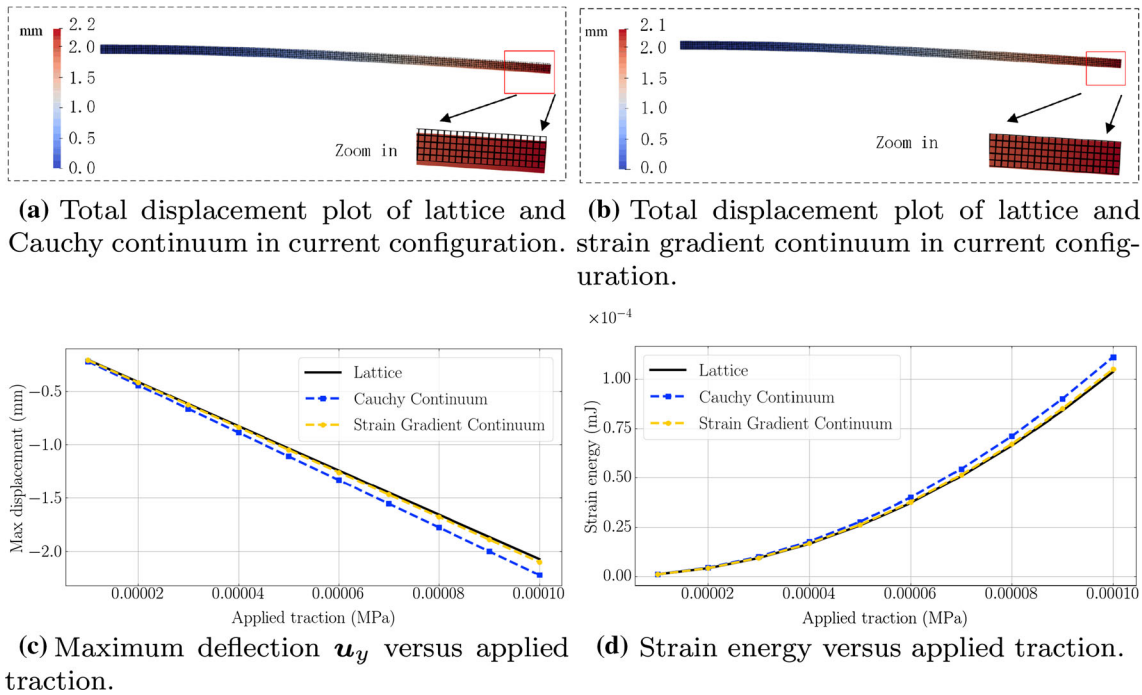 mm
2.2
2.0
1.5
1.0
0.5
0.0
Zoom in
mm
2.1
2.0
1.5
1.0
0.5
0.0
Zoom in
(a) Total displacement plot of lattice and
Cauchy continuum in current configuration.
(b) Total displacement plot of lattice and
strain gradient continuum in current config-
uration.
Max displacement (mm)
−0.5
−1.0
−1.5
−2.0
Lattice
Cauchy Continuum
Strain Gradient Continuum
0.00002 0.00004 0.00006 0.00008 0.00010
Applied traction (MPa)
(c) Maximum deflection u_y versus applied
traction.
×10⁻⁴
Strain energy (mJ)
1.00
0.75
0.50
0.25
0.00
Lattice
Cauchy Continuum
Strain Gradient Continuum
0.00002 0.00004 0.00006 0.00008 0.00010
Applied traction (MPa)
(d) Strain energy versus applied traction.